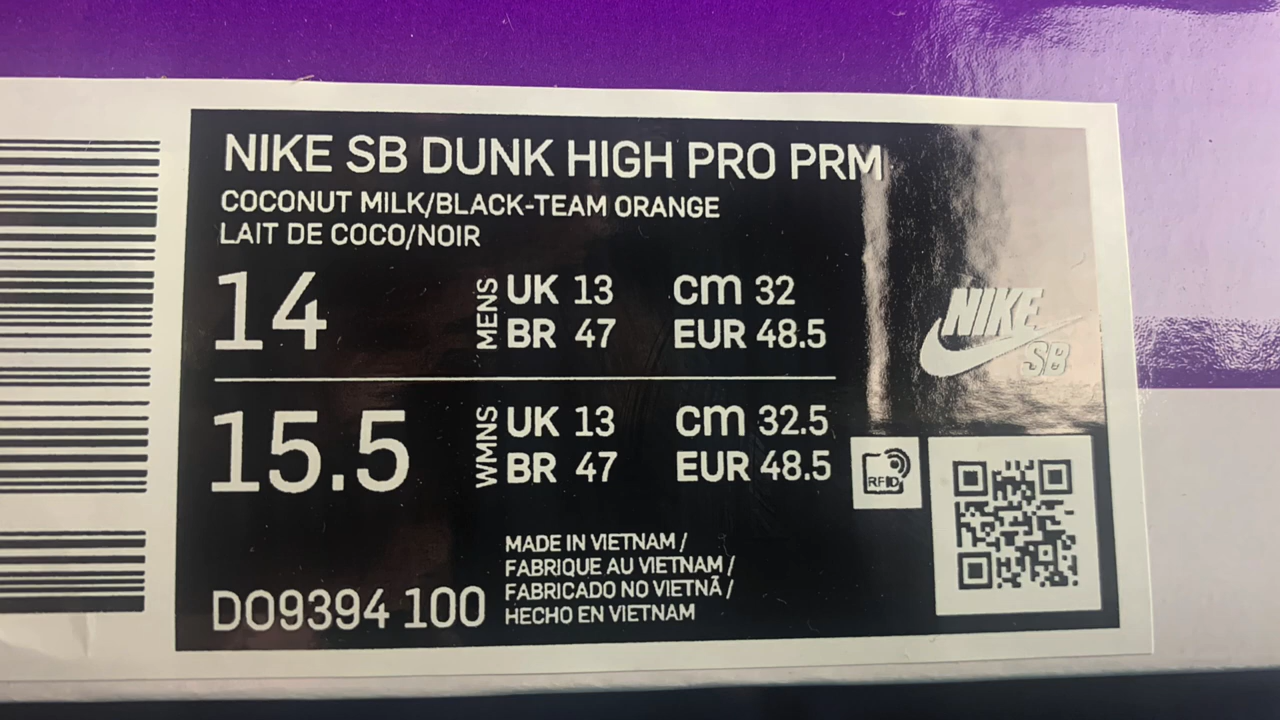 NIKE SB DUNK HIGH PRO PRM
COCONUT MILK/BLACK-TEAM ORANGE
LAIT DE COCO/NOIR
14
MENS
UK 13 cm 32
BR 47 EUR 48.5
15.5
WMNS
UK 13 cm 32.5
BR 47 EUR 48.5
NIKE
SB
RFID
MADE IN VIETNAM /
FABRIQUE AU VIETNAM /
FABRICADO NO VIETNÃ /
HECHO EN VIETNAM
DO9394 100